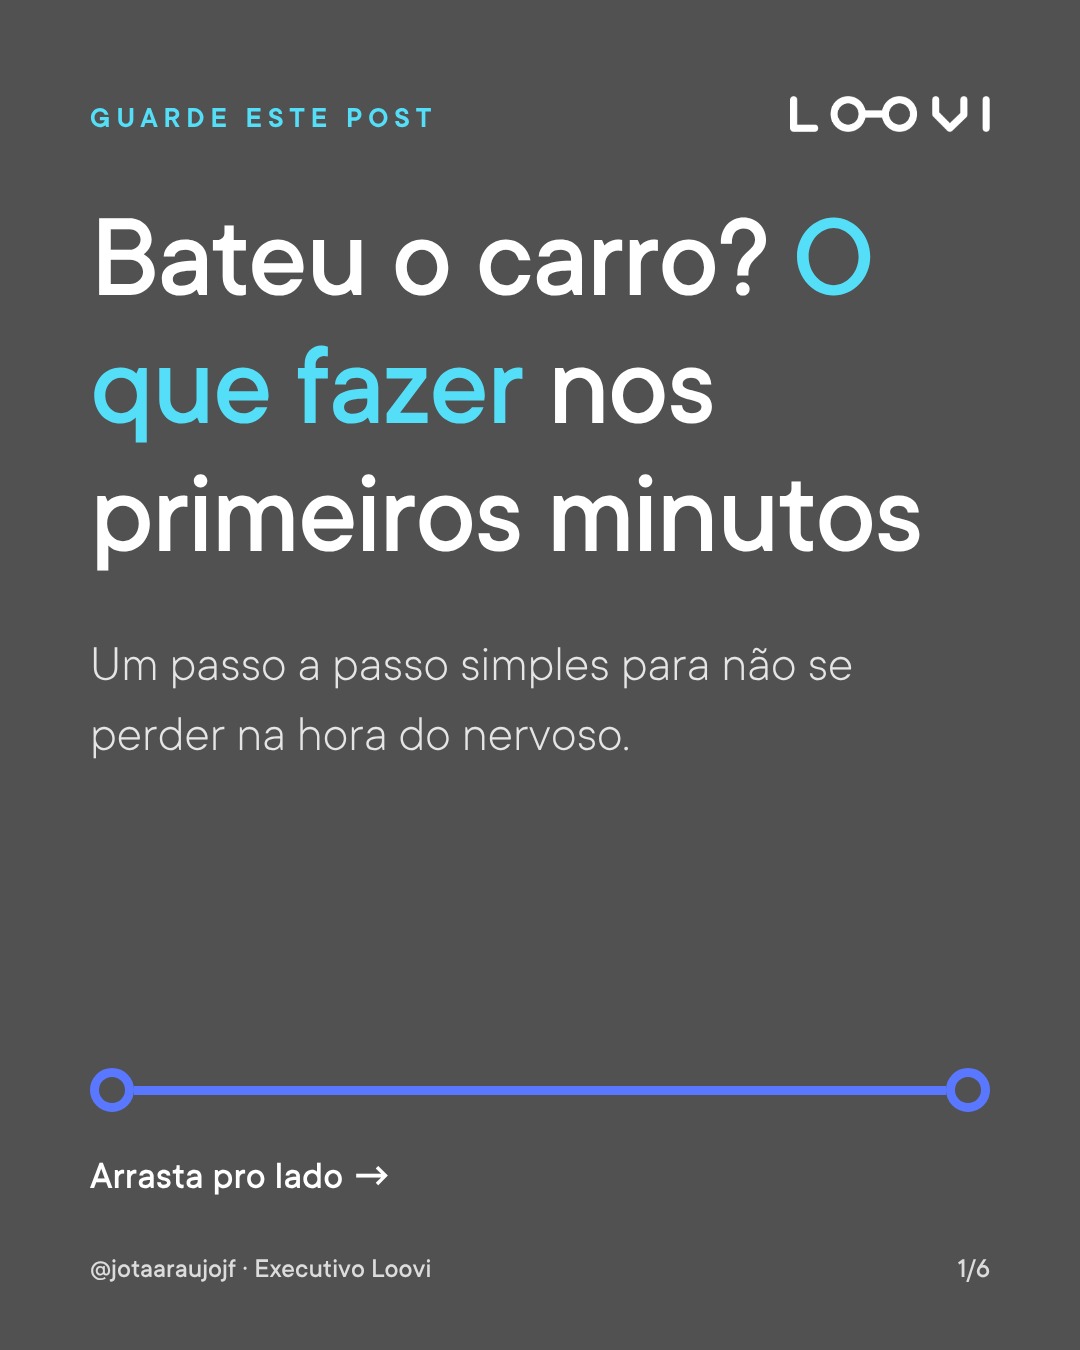 GUARDE ESTE POST
LOOVI
Bateu o carro? O
que fazer nos
primeiros minutos
Um passo a passo simples para não se
perder na hora do nervoso.
Arrasta pro lado →
@jotaaraujojf · Executivo Loovi
1/6